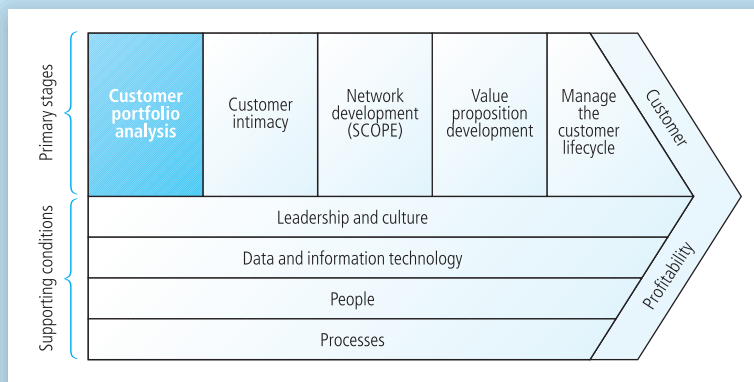 Primary stages
Customer
portfolio
analysis
Customer
intimacy
Network
development
(SCOPE)
Value
proposition
development
Manage
the
customer
lifecycle
Customer
Supporting conditions
Leadership and culture
Data and information technology
People
Processes
Profitability